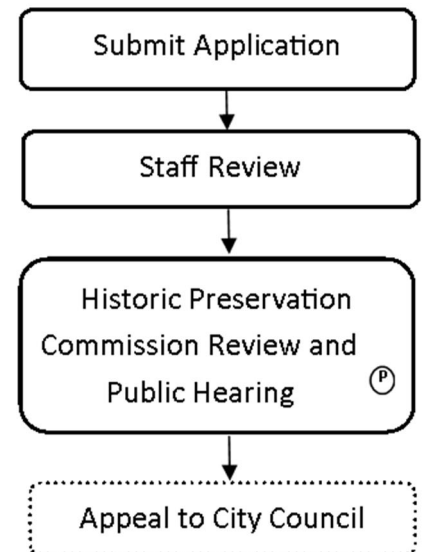 Submit Application
Staff Review
Historic Preservation
Commission Review and
Public Hearing
P
Appeal to City Council